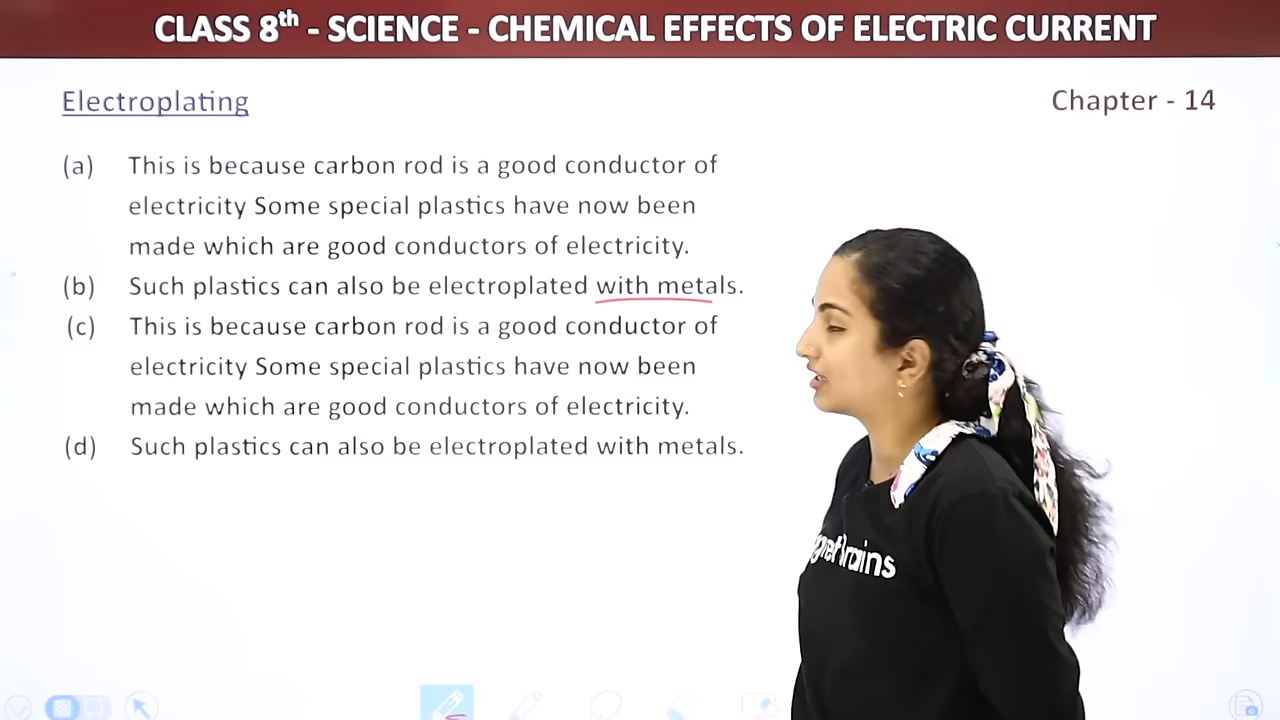 CLASS 8th - SCIENCE - CHEMICAL EFFECTS OF ELECTRIC CURRENT
Electroplating
Chapter - 14
(a) This is because carbon rod is a good conductor of
electricity Some special plastics have now been
made which are good conductors of electricity.
(b) Such plastics can also be electroplated with metals.
(c) This is because carbon rod is a good conductor of
electricity Some special plastics have now been
made which are good conductors of electricity.
(d) Such plastics can also be electroplated with metals.